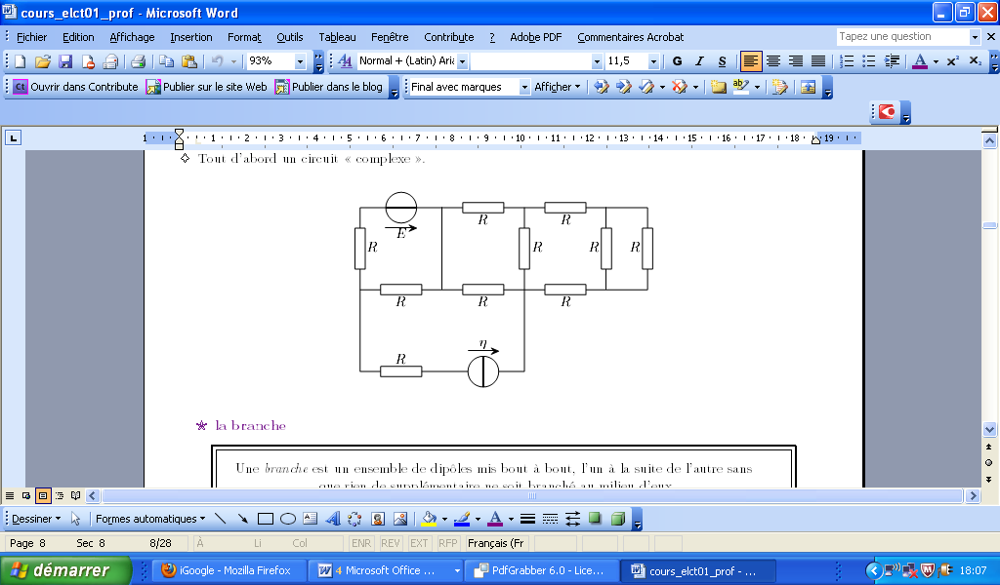 cours_elct01_prof - Microsoft Word
Fichier Edition Affichage Insertion Format Outils Tableau Fenêtre Contribute ? Adobe PDF Commentaires Acrobat Tapez une question
93% Normal + (Latin) Aria 11,5 G I S
Ct Ouvrir dans Contribute Publier sur le site Web Publier dans le blog Final avec marques Afficher
1 1 2 3 4 5 6 7 8 9 10 11 12 13 14 15 16 17 18 19
Tout d'abord un circuit « complexe ».
R R
E
R R R R
R R R
η
R
la branche
Une branche est un ensemble de dipôles mis bout à bout, l'un à la suite de l'autre sans
que rien de supplémentaire ne soit branché au milieu d'eux
Dessiner Formes automatiques
Page 8 Sec 8 8/28 À Li Col ENR REV EXT RFP Français (Fr
démarrer iGoogle - Mozilla Firefox 4 Microsoft Office ... PdfGrabber 6.0 - Lice... cours_elct01_prof - ... 18:07